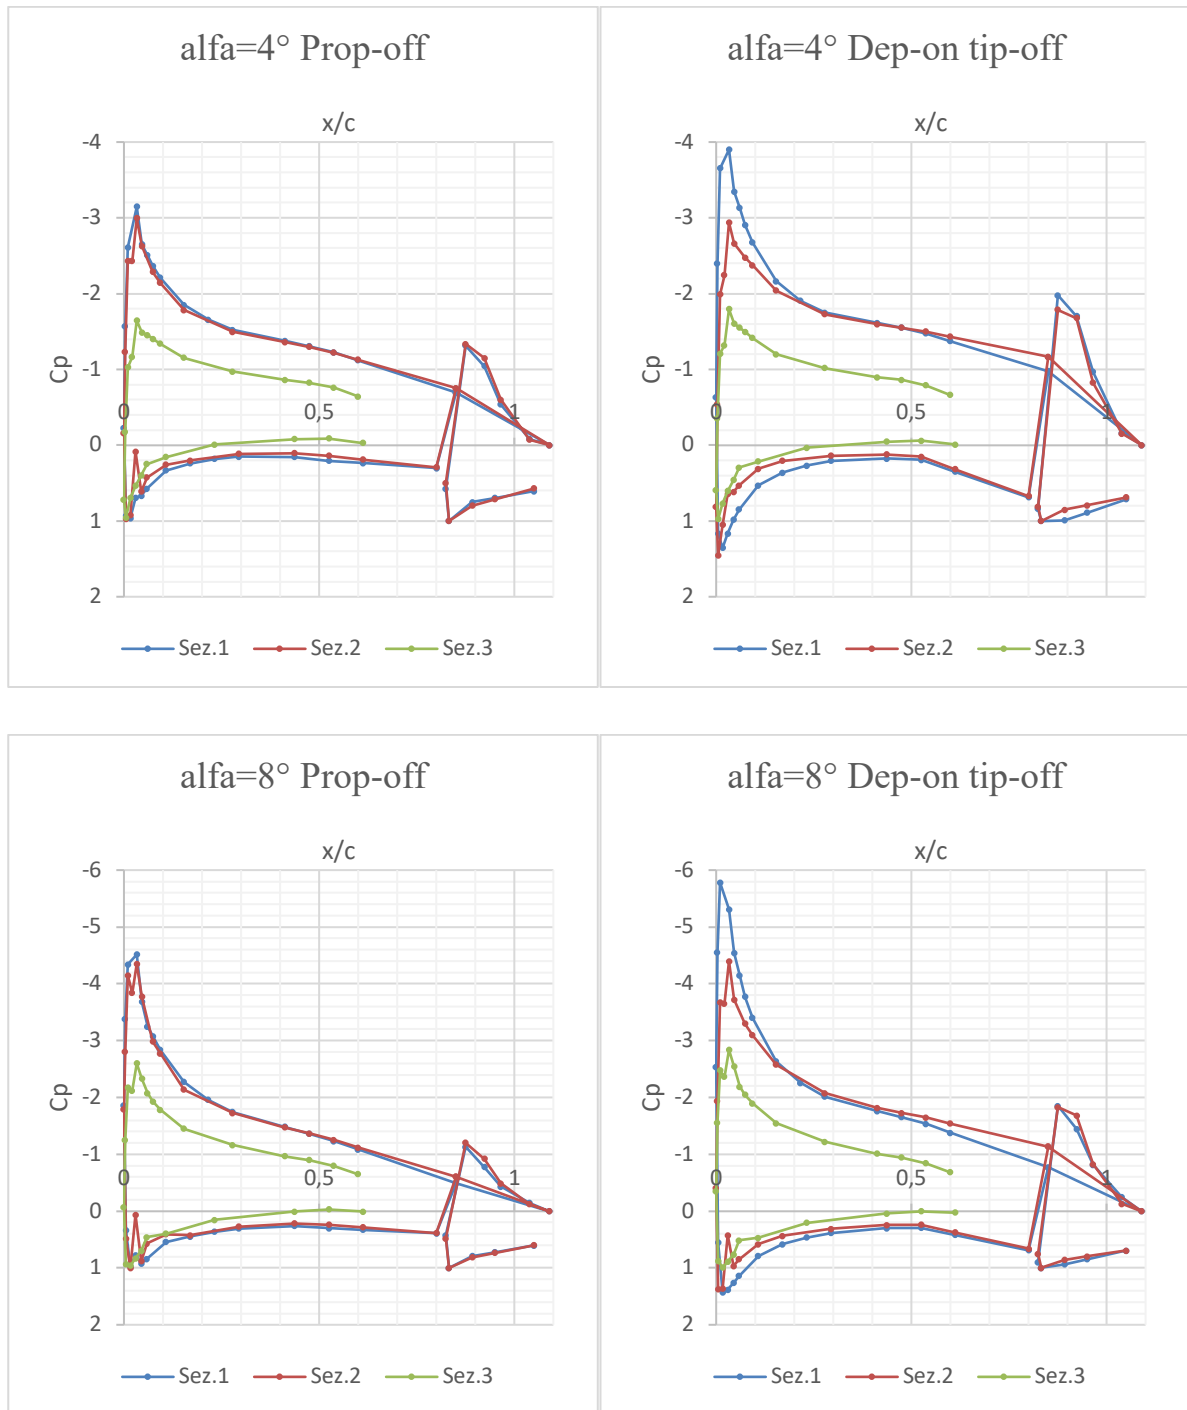 alfa=4° Prop-off
x/c
-4
-3
-2
-1
0
1
2
Cp
0
0,5
1
Sez.1
Sez.2
Sez.3
alfa=4° Dep-on tip-off
x/c
-4
-3
-2
-1
0
1
2
Cp
0
0,5
1
Sez.1
Sez.2
Sez.3
alfa=8° Prop-off
x/c
-6
-5
-4
-3
-2
-1
0
1
2
Cp
0
0,5
1
Sez.1
Sez.2
Sez.3
alfa=8° Dep-on tip-off
x/c
-6
-5
-4
-3
-2
-1
0
1
2
Cp
0
0,5
1
Sez.1
Sez.2
Sez.3